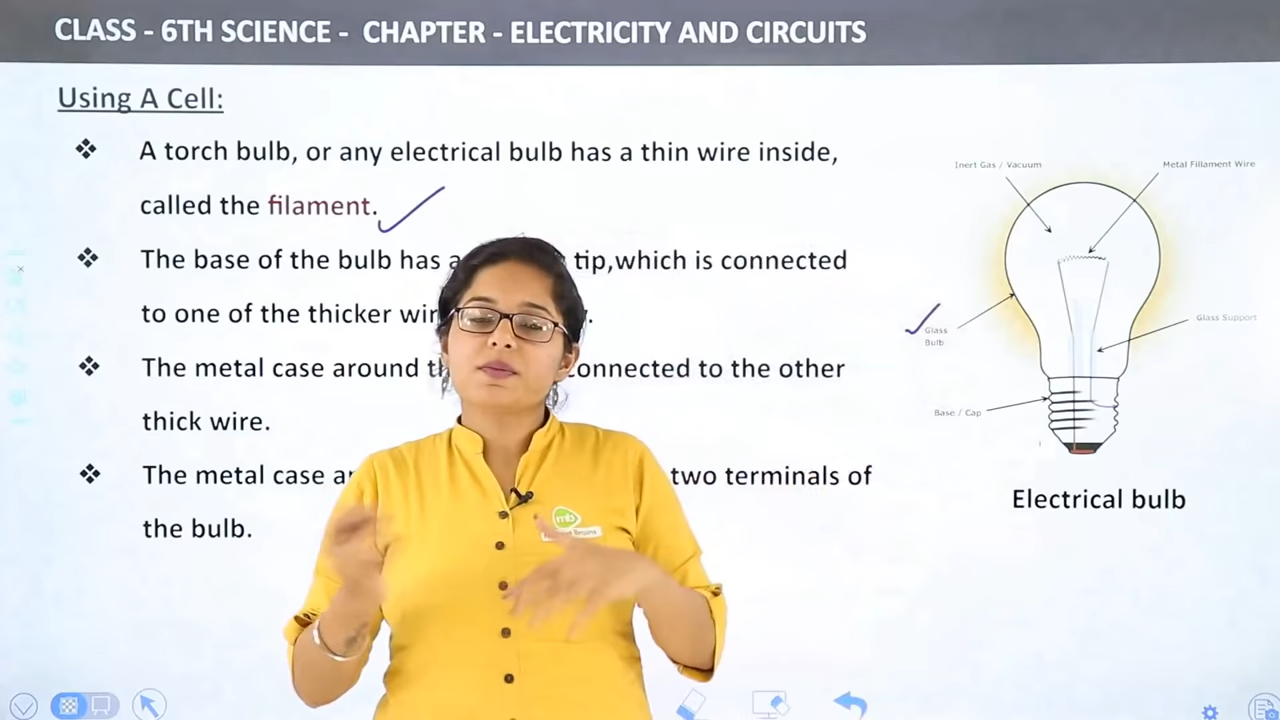 CLASS - 6TH SCIENCE - CHAPTER - ELECTRICITY AND CIRCUITS
Using A Cell:
❖ A torch bulb, or any electrical bulb has a thin wire inside,
called the filament.
❖ The base of the bulb has a tip,which is connected
to one of the thicker
❖ The metal case around connected to the other
thick wire.
❖ The metal case two terminals of
the bulb.
Inert Gas / Vacuum
Metal Fillament Wire
Glass
Bulb
Glass Support
Base / Cap
Electrical bulb
mb